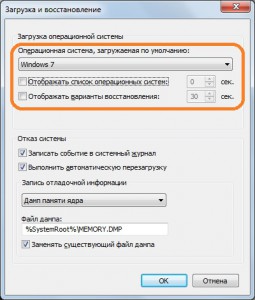 Загрузка и восстановление
Загрузка операционной системы
Операционная система, загружаемая по умолчанию:
Windows 7
Отображать список операционных систем: 0 сек.
Отображать варианты восстановления: 30 сек.
Отказ системы
Записать событие в системный журнал
Выполнить автоматическую перезагрузку
Запись отладочной информации
Дамп памяти ядра
Файл дампа:
%SystemRoot%\MEMORY.DMP
Заменять существующий файл дампа
ОК Отмена